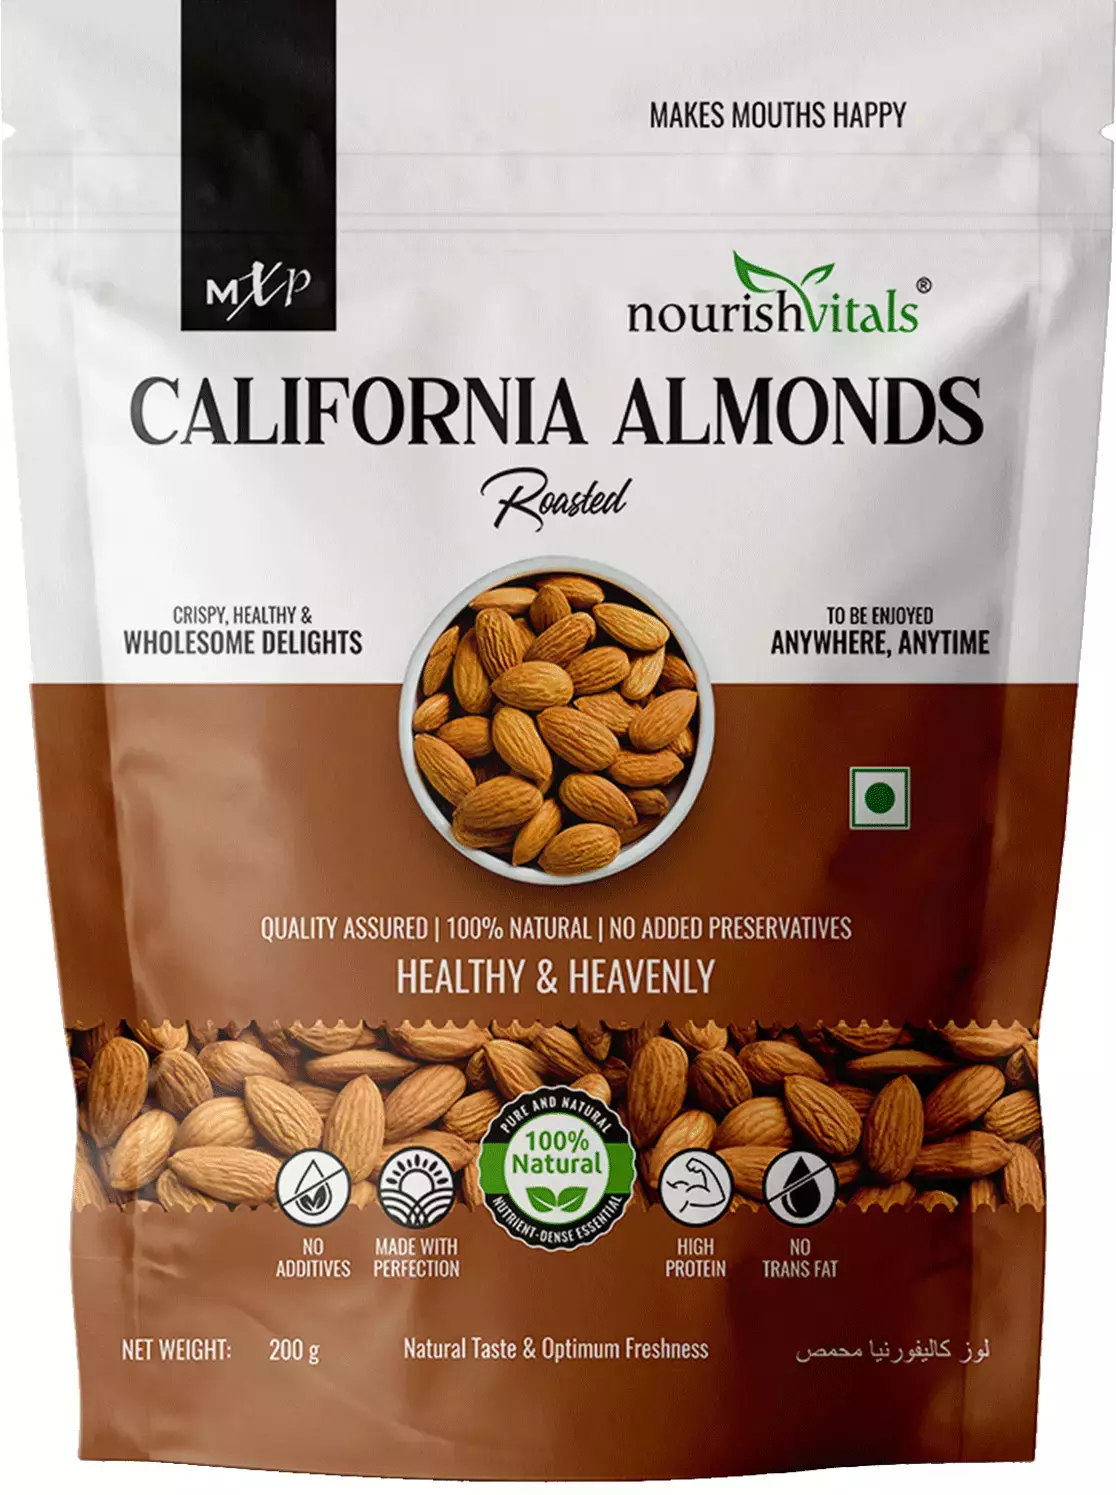 MAKES MOUTHS HAPPY
MXP
nourishvitals®
CALIFORNIA ALMONDS
Roasted
CRISPY, HEALTHY &
WHOLESOME DELIGHTS
TO BE ENJOYED
ANYWHERE, ANYTIME
QUALITY ASSURED | 100% NATURAL | NO ADDED PRESERVATIVES
HEALTHY & HEAVENLY
PURE AND NATURAL
100%
Natural
NUTRIENT-DENSE ESSENTIAL
NO
ADDITIVES
MADE WITH
PERFECTION
HIGH
PROTEIN
NO
TRANS FAT
NET WEIGHT: 200 g
Natural Taste & Optimum Freshness
لوز كاليفورنيا محمص